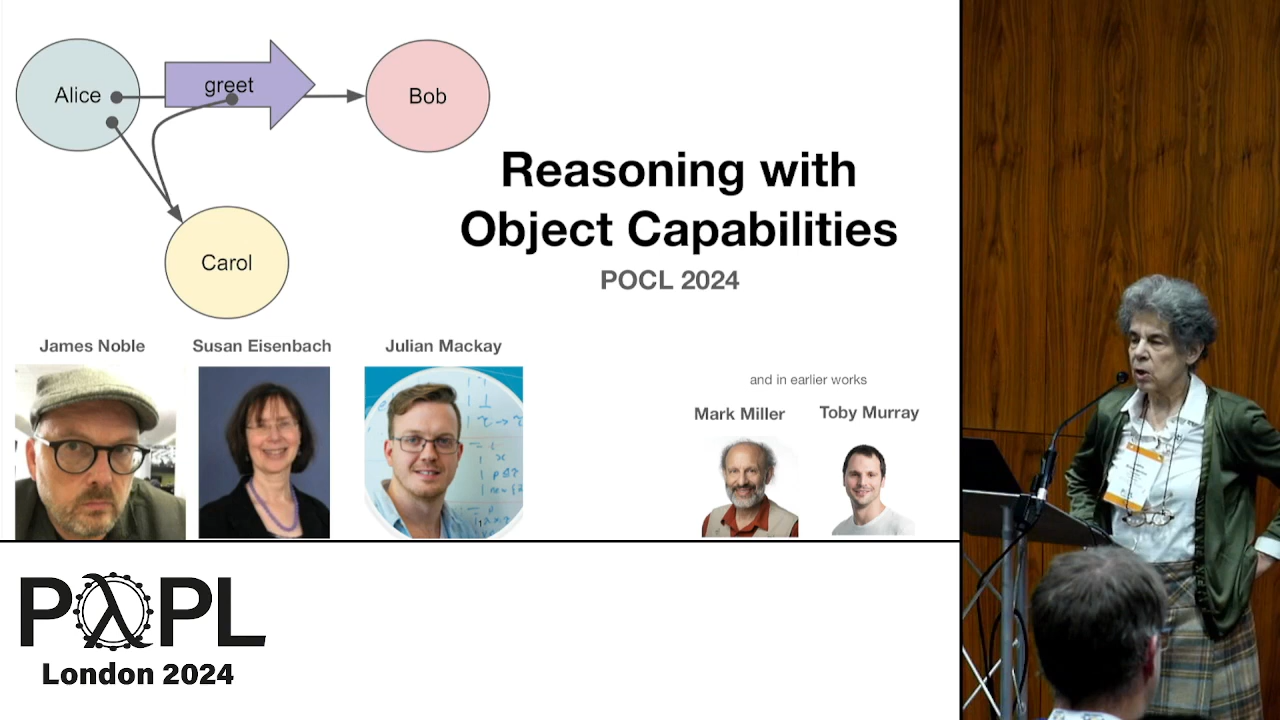 Alice
greet
Bob
Carol
Reasoning with
Object Capabilities
POCL 2024
James Noble
Susan Eisenbach
Julian Mackay
and in earlier works
Mark Miller
Toby Murray
PλPL
London 2024